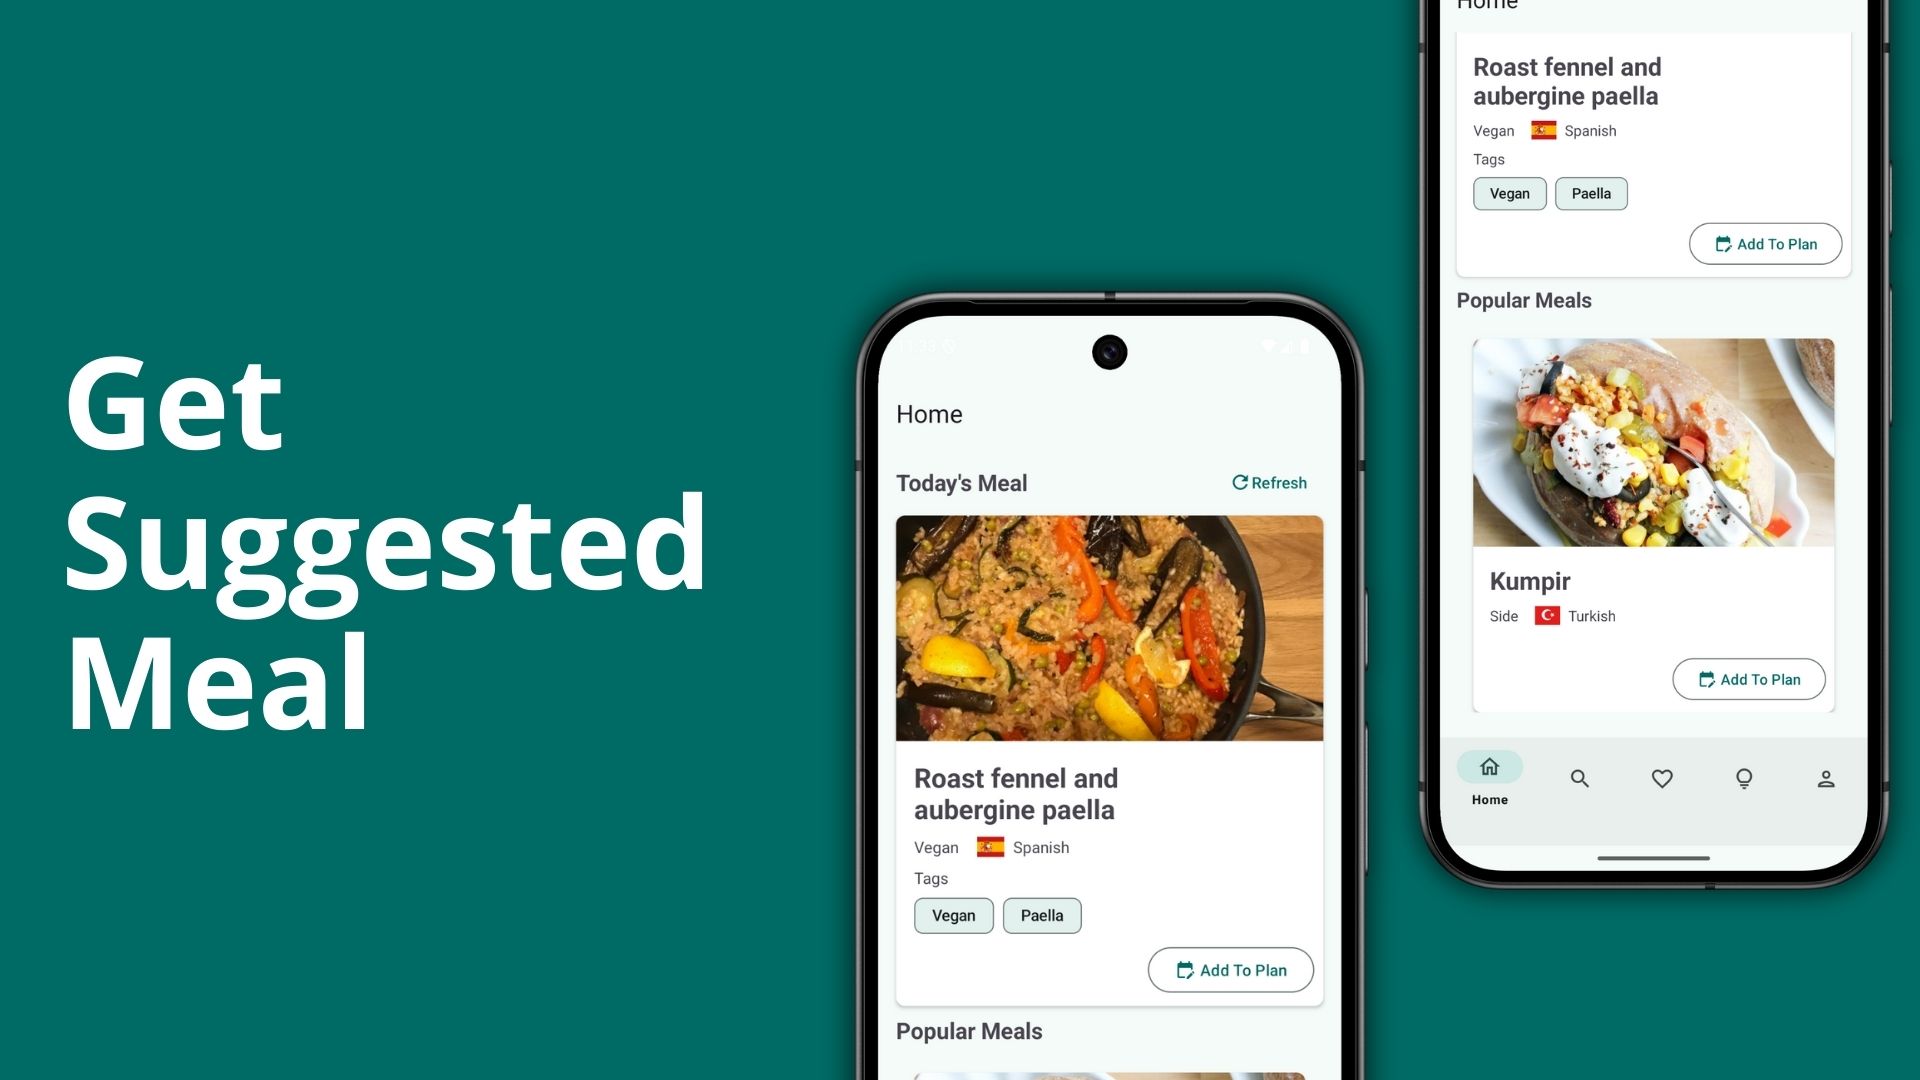 Get
Suggested
Meal
11:33
Home
Today's Meal
Refresh
Roast fennel and
aubergine paella
Vegan Spanish
Tags
Vegan Paella
Add To Plan
Popular Meals
Home
Roast fennel and
aubergine paella
Vegan Spanish
Tags
Vegan Paella
Add To Plan
Popular Meals
Kumpir
Side Turkish
Add To Plan
Home